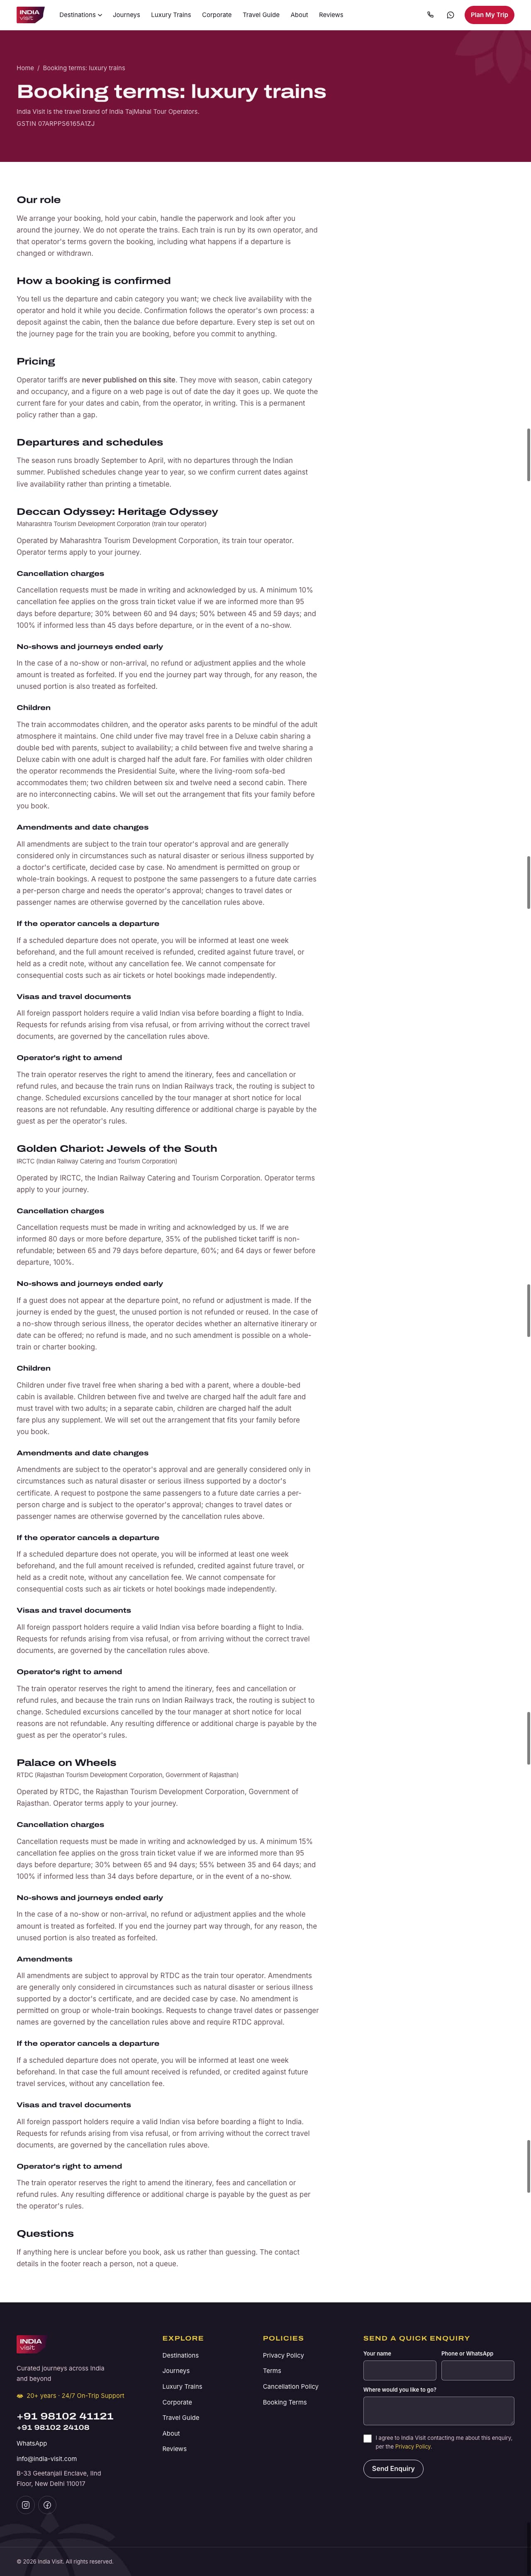 INDIA
visit.
Destinations
Journeys
Luxury Trains
Corporate
Travel Guide
About
Reviews
Plan My Trip
Home / Booking terms: luxury trains
Booking terms: luxury trains
India Visit is the travel brand of India TajMahal Tour Operators.
GSTIN 07ARPPS6165A1ZJ
Our role
We arrange your booking, hold your cabin, handle the paperwork and look after you
around the journey. We do not operate the trains. Each train is run by its own operator, and
that operator's terms govern the booking, including what happens if a departure is
changed or withdrawn.
How a booking is confirmed
You tell us the departure and cabin category you want; we check live availability with the
operator and hold it while you decide. Confirmation follows the operator's own process: a
deposit against the cabin, then the balance due before departure. Every step is set out on
the journey page for the train you are booking, before you commit to anything.
Pricing
Operator tariffs are never published on this site. They move with season, cabin category
and occupancy, and a figure on a web page is out of date the day it goes up. We quote the
current fare for your dates and cabin, from the operator, in writing. This is a permanent
policy rather than a gap.
Departures and schedules
The season runs broadly September to April, with no departures through the Indian
summer. Published schedules change year to year, so we confirm current dates against
live availability rather than printing a timetable.
Deccan Odyssey: Heritage Odyssey
Maharashtra Tourism Development Corporation (train tour operator)
Operated by Maharashtra Tourism Development Corporation, its train tour operator.
Operator terms apply to your journey.
Cancellation charges
Cancellation requests must be made in writing and acknowledged by us. A minimum 10%
cancellation fee applies on the gross train ticket value if we are informed more than 95
days before departure; 30% between 60 and 94 days; 50% between 45 and 59 days; and
100% if informed less than 45 days before departure, or in the event of a no-show.
No-shows and journeys ended early
In the case of a no-show or non-arrival, no refund or adjustment applies and the whole
amount is treated as forfeited. If you end the journey part way through, for any reason, the
unused portion is also treated as forfeited.
Children
The train accommodates children, and the operator asks parents to be mindful of the adult
atmosphere it maintains. One child under five may travel free in a Deluxe cabin sharing a
double bed with parents, subject to availability; a child between five and twelve sharing a
Deluxe cabin with one adult is charged half the adult fare. For families with older children
the operator recommends the Presidential Suite, where the living-room sofa-bed
accommodates them; two children between six and twelve need a second cabin. There
are no interconnecting cabins. We will set out the arrangement that fits your family before
you book.
Amendments and date changes
All amendments are subject to the train tour operator's approval and are generally
considered only in circumstances such as natural disaster or serious illness supported by
a doctor's certificate, decided case by case. No amendment is permitted on group or
whole-train bookings. A request to postpone the same passengers to a future date carries
a per-person charge and needs the operator's approval; changes to travel dates or
passenger names are otherwise governed by the cancellation rules above.
If the operator cancels a departure
If a scheduled departure does not operate, you will be informed at least one week
beforehand, and the full amount received is refunded, credited against future travel, or
held as a credit note, without any cancellation fee. We cannot compensate for
consequential costs such as air tickets or hotel bookings made independently.
Visas and travel documents
All foreign passport holders require a valid Indian visa before boarding a flight to India.
Requests for refunds arising from visa refusal, or from arriving without the correct travel
documents, are governed by the cancellation rules above.
Operator's right to amend
The train operator reserves the right to amend the itinerary, fees and cancellation or
refund rules, and because the train runs on Indian Railways track, the routing is subject to
change. Scheduled excursions cancelled by the tour manager at short notice for local
reasons are not refundable. Any resulting difference or additional charge is payable by the
guest as per the operator's rules.
Golden Chariot: Jewels of the South
IRCTC (Indian Railway Catering and Tourism Corporation)
Operated by IRCTC, the Indian Railway Catering and Tourism Corporation. Operator terms
apply to your journey.
Cancellation charges
Cancellation requests must be made in writing and acknowledged by us. If we are
informed 80 days or more before departure, 35% of the published ticket tariff is non-
refundable; between 65 and 79 days before departure, 60%; and 64 days or fewer before
departure, 100%.
No-shows and journeys ended early
If a guest does not appear at the departure point, no refund or adjustment is made. If the
journey is ended by the guest, the unused portion is not refunded or reused. In the case of
a no-show through serious illness, the operator decides whether an alternative itinerary or
date can be offered; no refund is made, and no such amendment is possible on a whole-
train or charter booking.
Children
Children under five travel free when sharing a bed with a parent, where a double-bed
cabin is available. Children between five and twelve are charged half the adult fare and
must travel with two adults; in a separate cabin, children are charged half the adult
fare plus any supplement. We will set out the arrangement that fits your family before
you book.
Amendments and date changes
Amendments are subject to the operator's approval and are generally considered only in
circumstances such as natural disaster or serious illness supported by a doctor's
certificate. A request to postpone the same passengers to a future date carries a per-
person charge and is subject to the operator's approval; changes to travel dates or
passenger names are otherwise governed by the cancellation rules above.
If the operator cancels a departure
If a scheduled departure does not operate, you will be informed at least one week
beforehand, and the full amount received is refunded, credited against future travel, or
held as a credit note, without any cancellation fee. We cannot compensate for
consequential costs such as air tickets or hotel bookings made independently.
Visas and travel documents
All foreign passport holders require a valid Indian visa before boarding a flight to India.
Requests for refunds arising from visa refusal, or from arriving without the correct travel
documents, are governed by the cancellation rules above.
Operator's right to amend
The train operator reserves the right to amend the itinerary, fees and cancellation or
refund rules, and because the train runs on Indian Railways track, the routing is subject to
change. Scheduled excursions cancelled by the tour manager at short notice for local
reasons are not refundable. Any resulting difference or additional charge is payable by the
guest as per the operator's rules.
Palace on Wheels
RTDC (Rajasthan Tourism Development Corporation, Government of Rajasthan)
Operated by RTDC, the Rajasthan Tourism Development Corporation, Government of
Rajasthan. Operator terms apply to your journey.
Cancellation charges
Cancellation requests must be made in writing and acknowledged by us. A minimum 15%
cancellation fee applies on the gross train ticket value if we are informed more than 95
days before departure; 30% between 65 and 94 days; 55% between 35 and 64 days; and
100% if informed less than 34 days before departure, or in the event of a no-show.
No-shows and journeys ended early
In the case of a no-show or non-arrival, no refund or adjustment applies and the whole
amount is treated as forfeited. If you end the journey part way through, for any reason, the
unused portion is also treated as forfeited.
Amendments
All amendments are subject to approval by RTDC as the train tour operator. Amendments
are generally only considered in circumstances such as natural disaster or serious illness
supported by a doctor's certificate, and are decided case by case. No amendment is
permitted on group or whole-train bookings. Requests to change travel dates or passenger
names are governed by the cancellation rules above and require RTDC approval.
If the operator cancels a departure
If a scheduled departure does not operate, you will be informed at least one week
beforehand. In that case the full amount received is refunded, or credited against future
travel services, without any cancellation fee.
Visas and travel documents
All foreign passport holders require a valid Indian visa before boarding a flight to India.
Requests for refunds arising from visa refusal, or from arriving without the correct travel
documents, are governed by the cancellation rules above.
Operator's right to amend
The train operator reserves the right to amend the itinerary, fees and cancellation or
refund rules. Any resulting difference or additional charge is payable by the guest as per
the operator's rules.
Questions
If anything here is unclear before you book, ask us rather than guessing. The contact
details in the footer reach a person, not a queue.
INDIA
visit.
Curated journeys across India
and beyond
20+ years · 24/7 On-Trip Support
+91 98102 41121
+91 98102 24108
WhatsApp
info@india-visit.com
B-33 Geetanjali Enclave, IInd
Floor, New Delhi 110017
EXPLORE
Destinations
Journeys
Luxury Trains
Corporate
Travel Guide
About
Reviews
POLICIES
Privacy Policy
Terms
Cancellation Policy
Booking Terms
SEND A QUICK ENQUIRY
Your name
Phone or WhatsApp
Where would you like to go?
I agree to India Visit contacting me about this enquiry,
per the Privacy Policy.
Send Enquiry
© 2026 India Visit. All rights reserved.